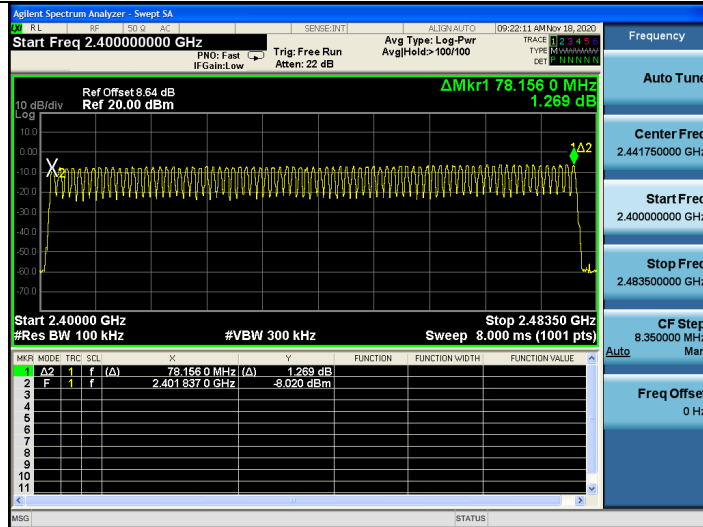 Agilent Spectrum Analyzer - Swept SA
LXI RL RF 50 Ω AC SENSE:INT ALIGN AUTO 09:22:11 AM Nov 18, 2020
Start Freq 2.400000000 GHz
PNO: Fast
IFGain:Low
Trig: Free Run
Atten: 22 dB
Avg Type: Log-Pwr
Avg|Hold:>100/100
TRACE 1 2 3 4 5 6
TYPE M
DET P N N N N N
Frequency
Ref Offset 8.64 dB
10 dB/div Ref 20.00 dBm
Log
ΔMkr1 78.156 0 MHz
1.269 dB
10.0
0.00
-10.0
-20.0
-30.0
-40.0
-50.0
-60.0
-70.0
X2
1Δ2
Start 2.40000 GHz
Stop 2.48350 GHz
#Res BW 100 kHz
#VBW 300 kHz
Sweep 8.000 ms (1001 pts)
MKR MODE TRC SCL X Y FUNCTION FUNCTION WIDTH FUNCTION VALUE
1 Δ2 1 f (Δ) 78.156 0 MHz (Δ) 1.269 dB
2 F 1 f 2.401 837 0 GHz -8.020 dBm
3
4
5
6
7
8
9
10
11
Auto Tune
Center Freq
2.441750000 GHz
Start Freq
2.400000000 GHz
Stop Freq
2.483500000 GHz
CF Step
8.350000 MHz
Auto Man
Freq Offset
0 Hz
MSG
STATUS